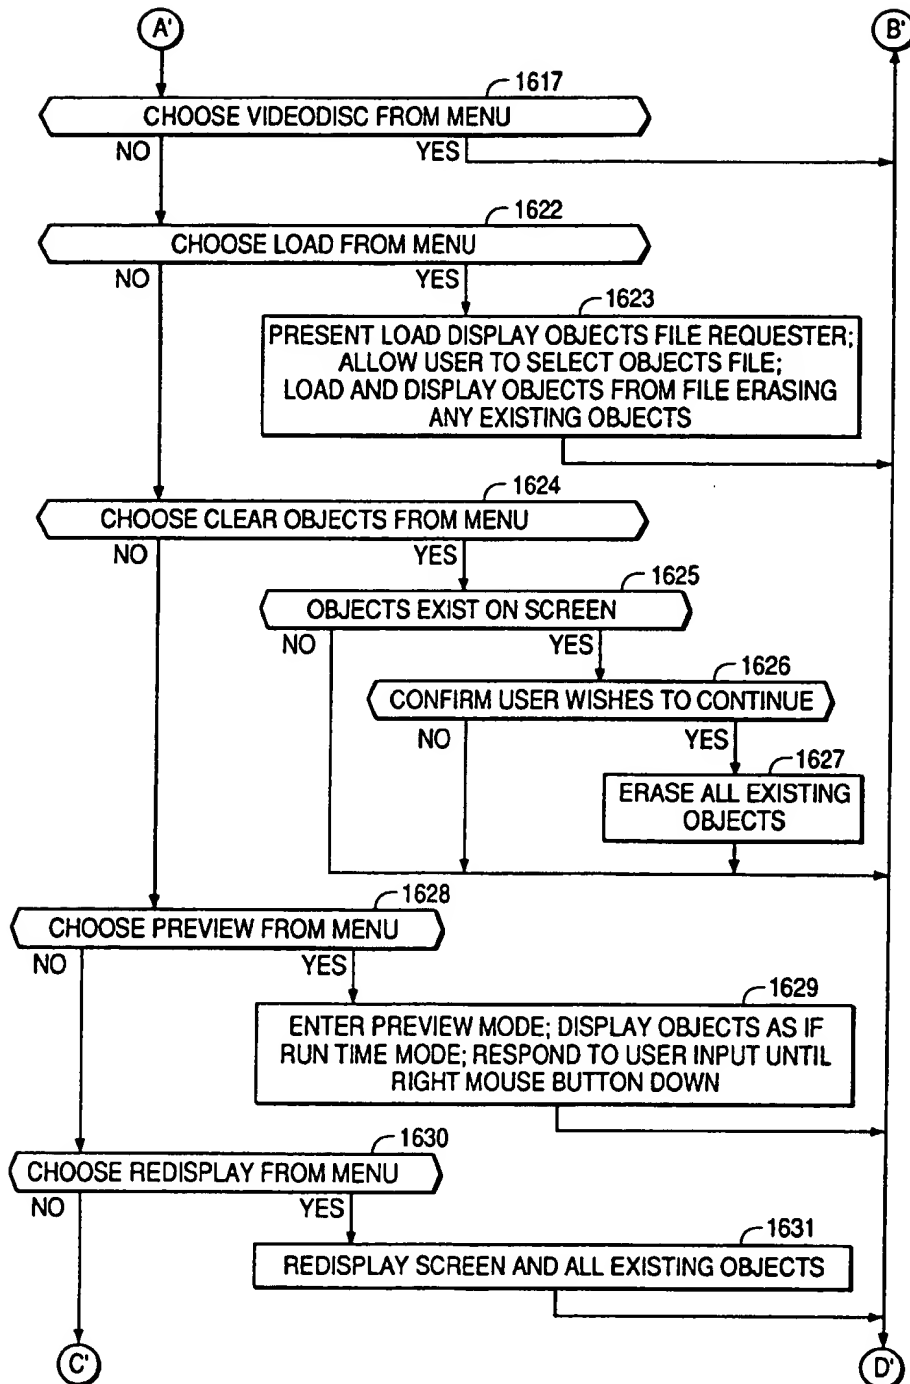 A' B'
1617
CHOOSE VIDEODISC FROM MENU
NO YES
1622
CHOOSE LOAD FROM MENU
NO YES
1623
PRESENT LOAD DISPLAY OBJECTS FILE REQUESTER;
ALLOW USER TO SELECT OBJECTS FILE;
LOAD AND DISPLAY OBJECTS FROM FILE ERASING
ANY EXISTING OBJECTS
1624
CHOOSE CLEAR OBJECTS FROM MENU
NO YES
1625
OBJECTS EXIST ON SCREEN
NO YES
1626
CONFIRM USER WISHES TO CONTINUE
NO YES
1627
ERASE ALL EXISTING
OBJECTS
1628
CHOOSE PREVIEW FROM MENU
NO YES
1629
ENTER PREVIEW MODE; DISPLAY OBJECTS AS IF
RUN TIME MODE; RESPOND TO USER INPUT UNTIL
RIGHT MOUSE BUTTON DOWN
1630
CHOOSE REDISPLAY FROM MENU
NO YES
1631
REDISPLAY SCREEN AND ALL EXISTING OBJECTS
C' D'